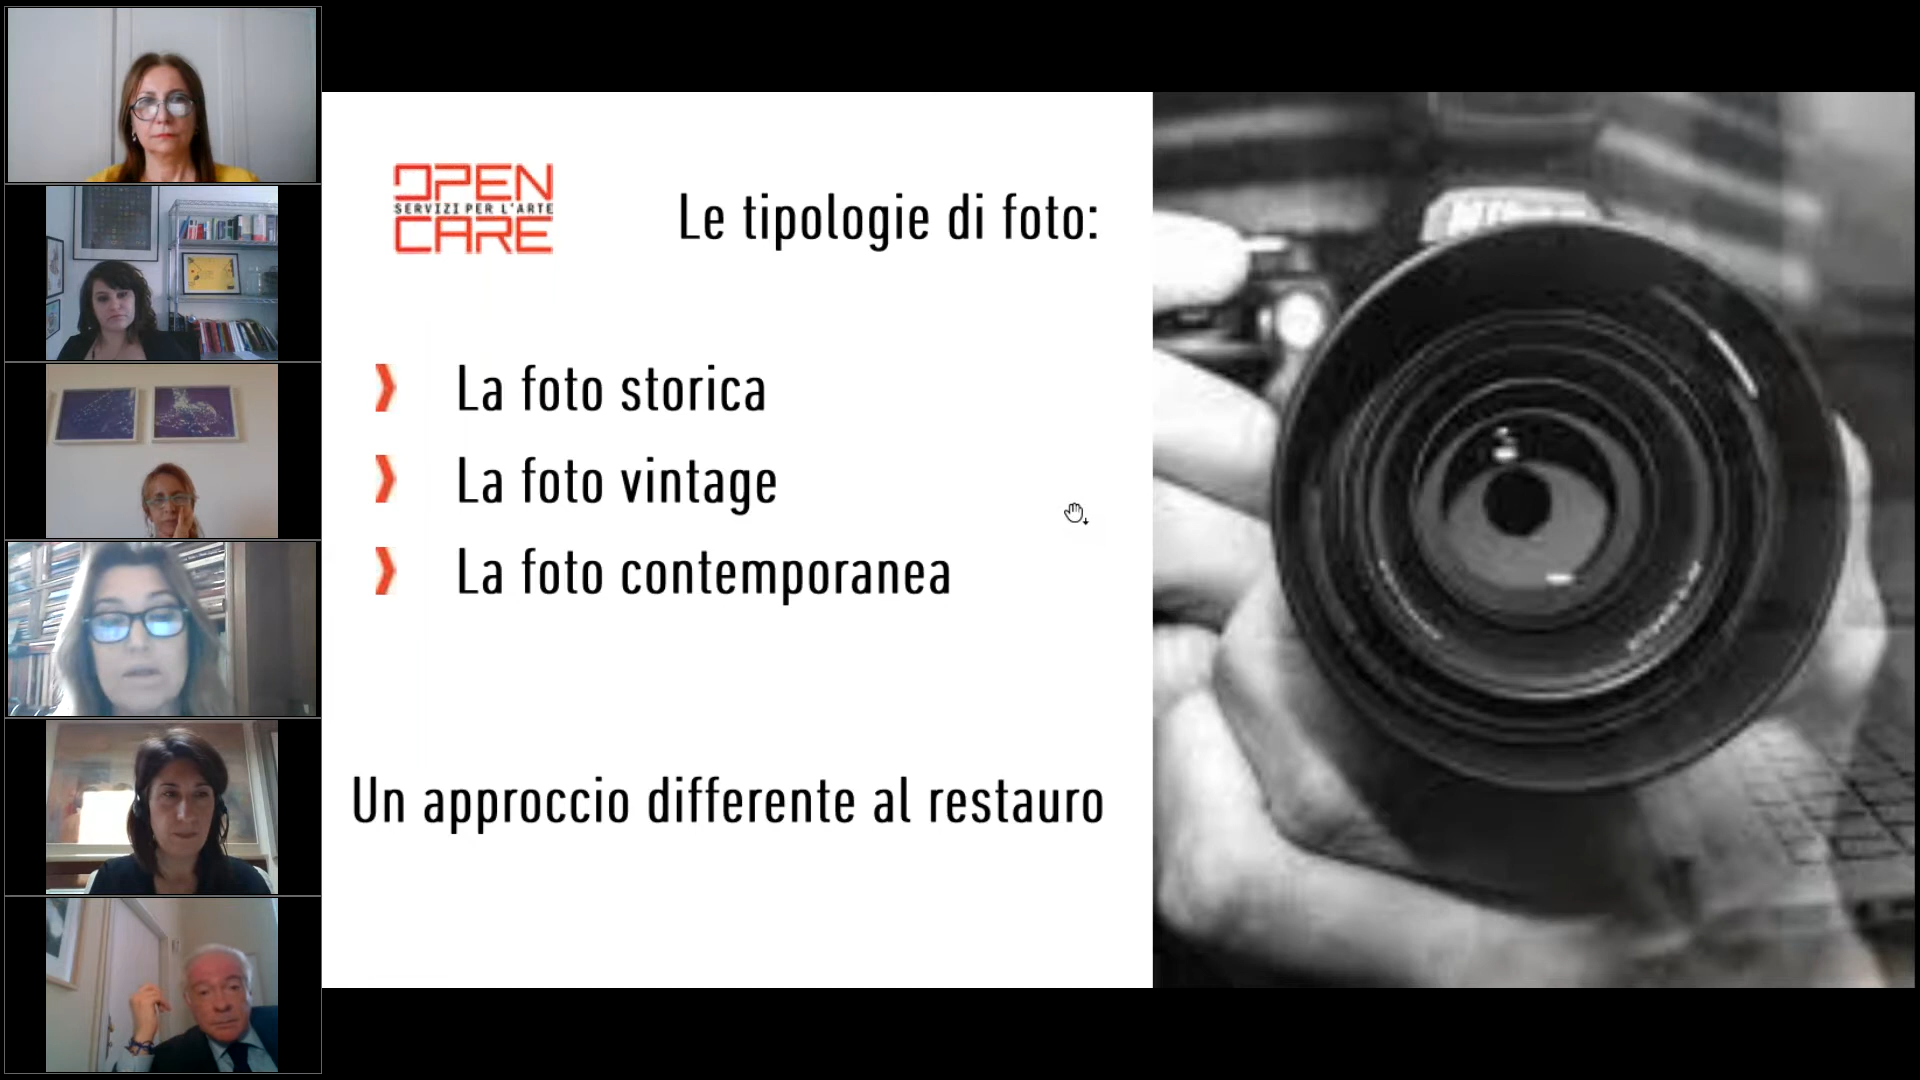 OPEN
SERVIZI PER L'ARTE
CARE
Le tipologie di foto:
La foto storica
La foto vintage
La foto contemporanea
Un approccio differente al restauro